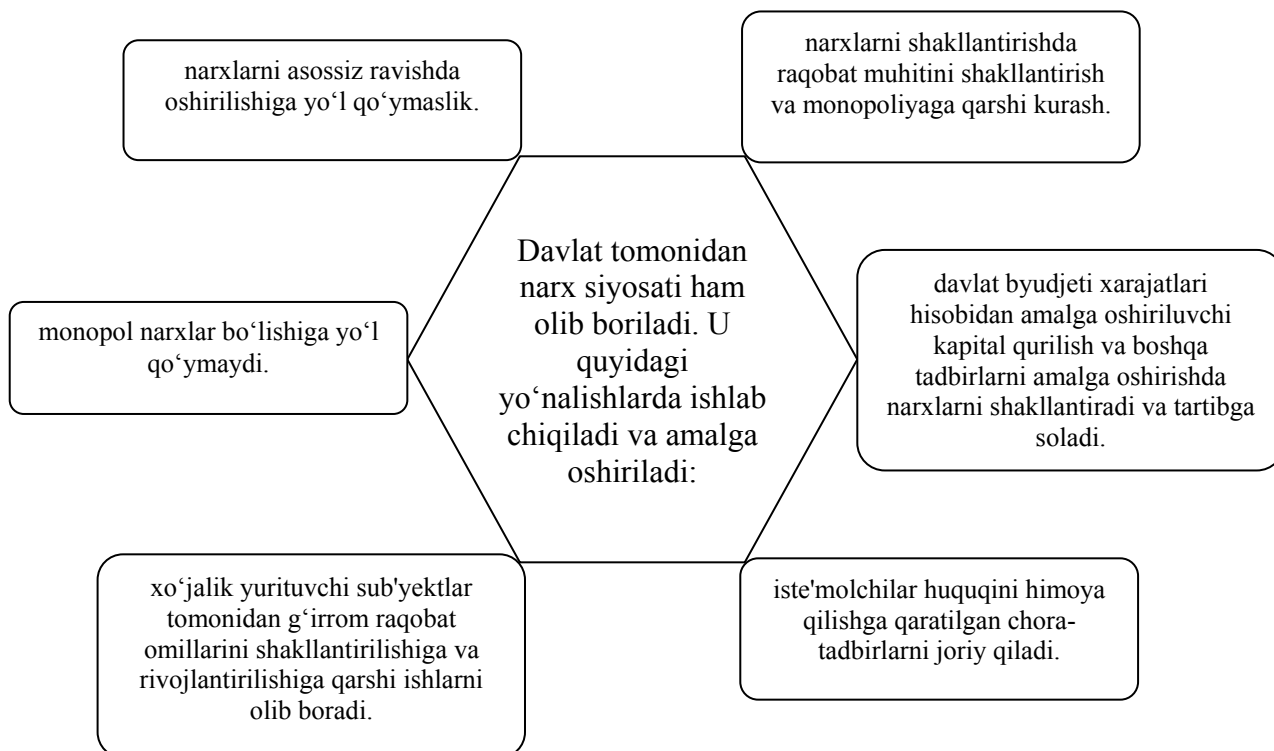 narxlarni asossiz ravishda
oshirilishiga yo‘l qo‘ymaslik.
narxlarni shakllantirishda
raqobat muhitini shakllantirish
va monopoliyaga qarshi kurash.
Davlat tomonidan
narx siyosati ham
olib boriladi. U
quyidagi
yo‘nalishlarda ishlab
chiqiladi va amalga
oshiriladi:
monopol narxlar bo‘lishiga yo‘l
qo‘ymaydi.
davlat byudjeti xarajatlari
hisobidan amalga oshiriluvchi
kapital qurilish va boshqa
tadbirlarni amalga oshirishda
narxlarni shakllantiradi va tartibga
soladi.
xo‘jalik yurituvchi sub'yektlar
tomonidan g‘irrom raqobat
omillarini shakllantirilishiga va
rivojlantirilishiga qarshi ishlarni
olib boradi.
iste'molchilar huquqini himoya
qilishga qaratilgan chora-
tadbirlarni joriy qiladi.